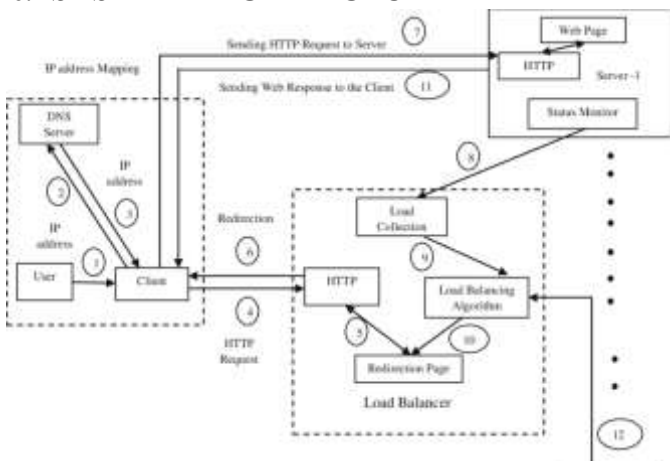 7
Sending HTTP Request to Server
Web Page
HTTP
Server -1
IP address Mapping
Sending Web Response to the Client
11
Status Monitor
DNS
Server
8
IP
address
2
3
IP
address
1
User
Client
Redirection
6
4
HTTP
Request
Load
Collection
9
HTTP
Load Balancing
Algorithm
5
10
Redirection Page
Load Balancer
12